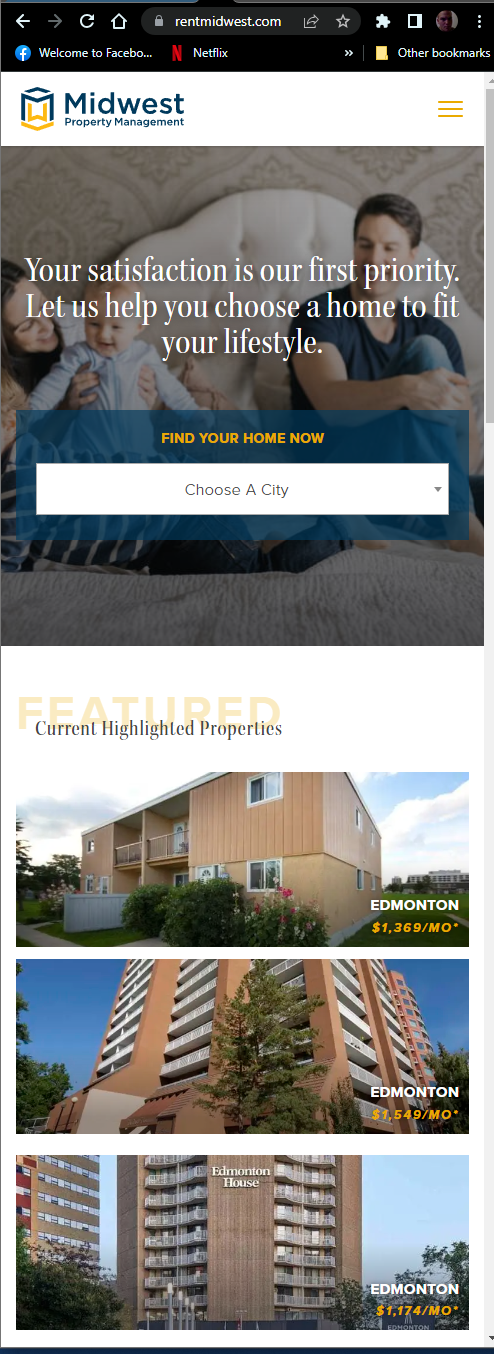 rentmidwest.com
Welcome to Facebo...
Netflix
»
Other bookmarks
Midwest
Property Management
Your satisfaction is our first priority.
Let us help you choose a home to fit
your lifestyle.
FIND YOUR HOME NOW
Choose A City
FEATURED
Current Highlighted Properties
EDMONTON
$1,369/MO*
EDMONTON
$1,549/MO*
Edmonton
House
EDMONTON
$1,174/MO*
EDMONTON